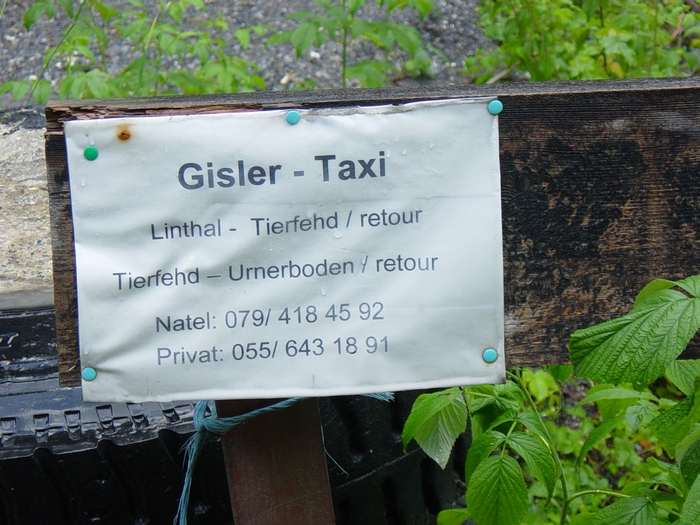 Gisler - Taxi
Linthal - Tierfehd / retour
Tierfehd – Urnerboden / retour
Natel: 079/ 418 45 92
Privat: 055/ 643 18 91